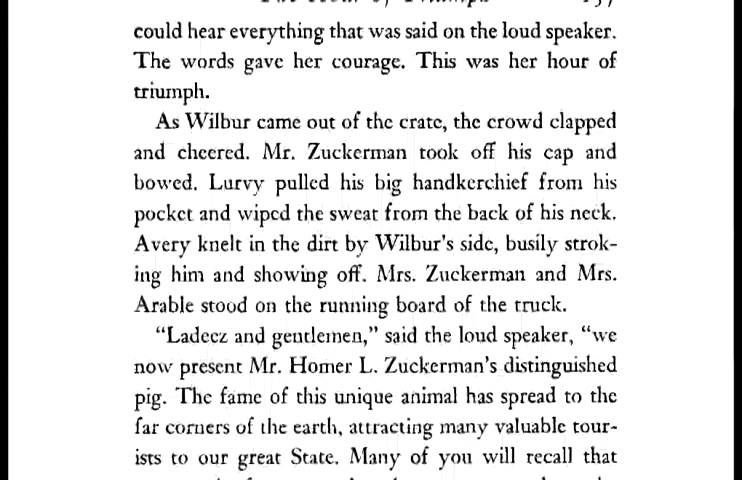 could hear everything that was said on the loud speaker.
The words gave her courage. This was her hour of
triumph.
As Wilbur came out of the crate, the crowd clapped
and cheered. Mr. Zuckerman took off his cap and
bowed. Lurvy pulled his big handkerchief from his
pocket and wiped the sweat from the back of his neck.
Avery knelt in the dirt by Wilbur's side, busily strok-
ing him and showing off. Mrs. Zuckerman and Mrs.
Arable stood on the running board of the truck.
"Ladeez and gentlemen," said the loud speaker, "we
now present Mr. Homer L. Zuckerman's distinguished
pig. The fame of this unique animal has spread to the
far corners of the earth, attracting many valuable tour-
ists to our great State. Many of you will recall that